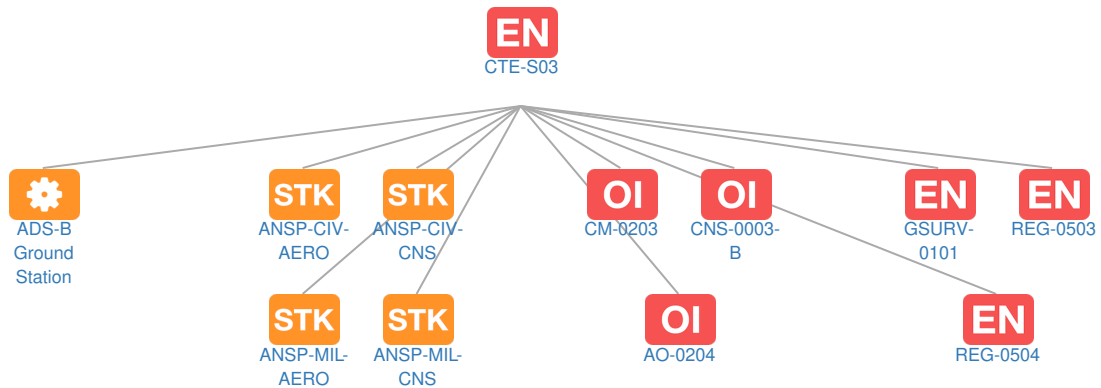 EN
CTE-S03
STK
STK
OI
OI
EN
EN
ADS-B
Ground
Station
ANSP-CIV-
AERO
ANSP-CIV-
CNS
CM-0203
CNS-0003-
B
GSURV-
0101
REG-0503
STK
STK
OI
EN
ANSP-MIL-
AERO
ANSP-MIL-
CNS
AO-0204
REG-0504